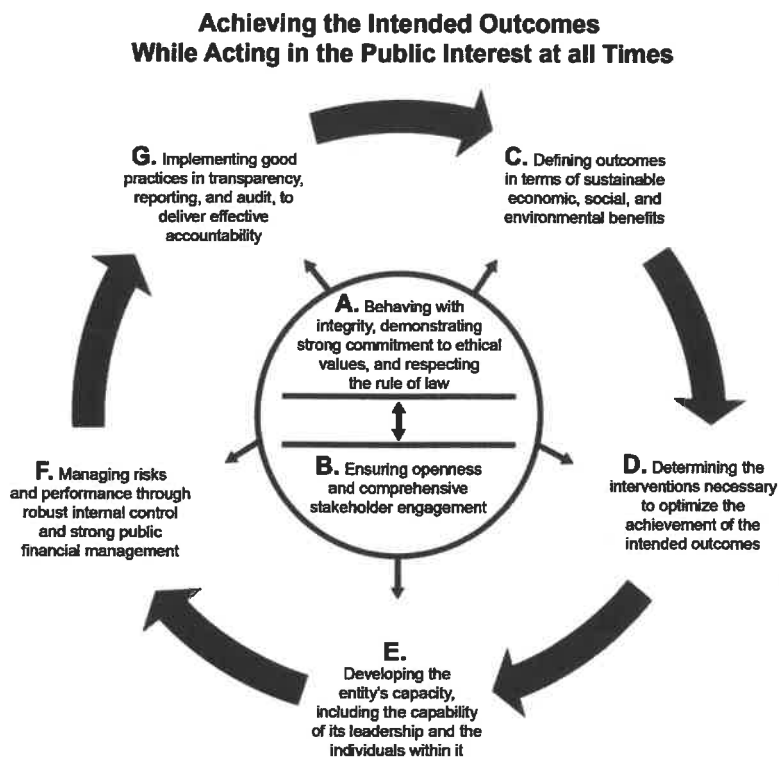 Achieving the Intended Outcomes
While Acting in the Public Interest at all Times
G. Implementing good
practices in transparency,
reporting, and audit, to
deliver effective
accountability
C. Defining outcomes
in terms of sustainable
economic, social, and
environmental benefits
A. Behaving with
integrity, demonstrating
strong commitment to ethical
values, and respecting
the rule of law
B. Ensuring openness
and comprehensive
stakeholder engagement
F. Managing risks
and performance through
robust internal control
and strong public
financial management
D. Determining the
interventions necessary
to optimize the
achievement of the
intended outcomes
E.
Developing the
entity's capacity,
including the capability
of its leadership and the
individuals within it